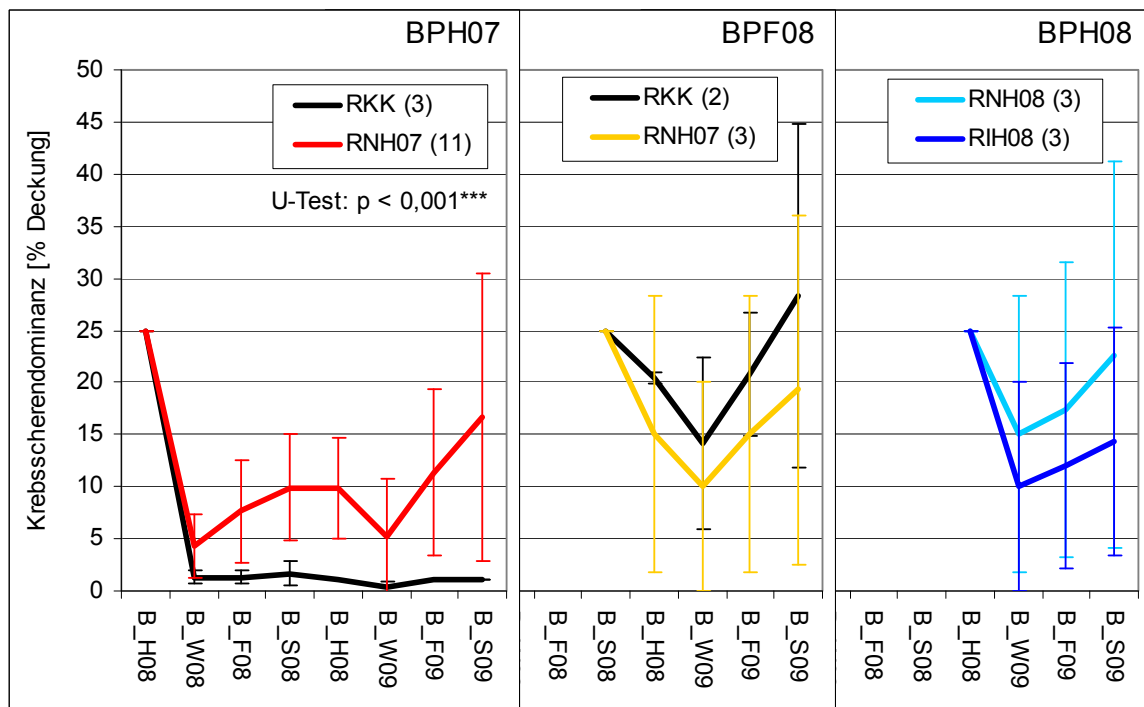 BPH07
BPF08
BPH08
Krebsscherendominanz [% Deckung]
50
45
40
35
30
25
20
15
10
5
0
RKK (3)
RNH07 (11)
U-Test: p < 0,001***
RKK (2)
RNH07 (3)
RNH08 (3)
RIH08 (3)
B_H08
B_W08
B_F08
B_S08
B_H08
B_W09
B_F09
B_S09
B_F08
B_S08
B_H08
B_W09
B_F09
B_S09
B_F08
B_S08
B_H08
B_W09
B_F09
B_S09